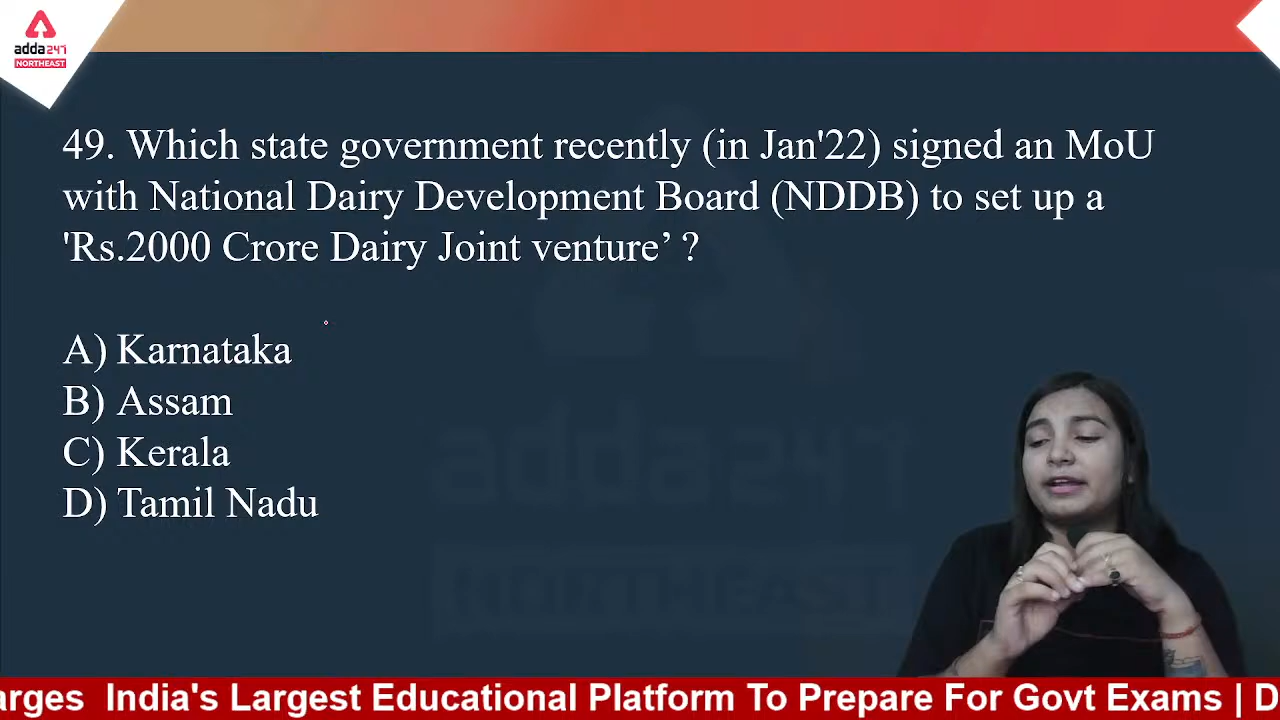 adda247
NORTHEAST
49. Which state government recently (in Jan'22) signed an MoU
with National Dairy Development Board (NDDB) to set up a
'Rs.2000 Crore Dairy Joint venture’ ?
A) Karnataka
B) Assam
C) Kerala
D) Tamil Nadu
adda247
NORTHEAST
arges India's Largest Educational Platform To Prepare For Govt Exams | D